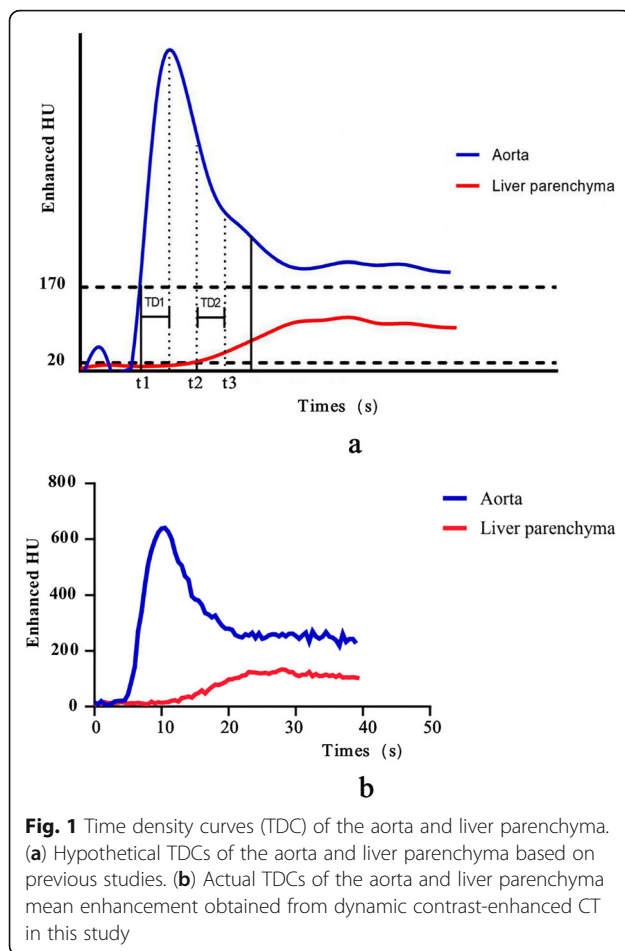 Enhanced HU
Aorta
Liver parenchyma
170
TD1
TD2
20
t1
t2
t3
Times (s)
a
800
600
400
200
0
Enhanced HU
Aorta
Liver parenchyma
0
10
20
30
40
50
Times (s)
b
Fig. 1 Time density curves (TDC) of the aorta and liver parenchyma.
(a) Hypothetical TDCs of the aorta and liver parenchyma based on
previous studies. (b) Actual TDCs of the aorta and liver parenchyma
mean enhancement obtained from dynamic contrast-enhanced CT
in this study